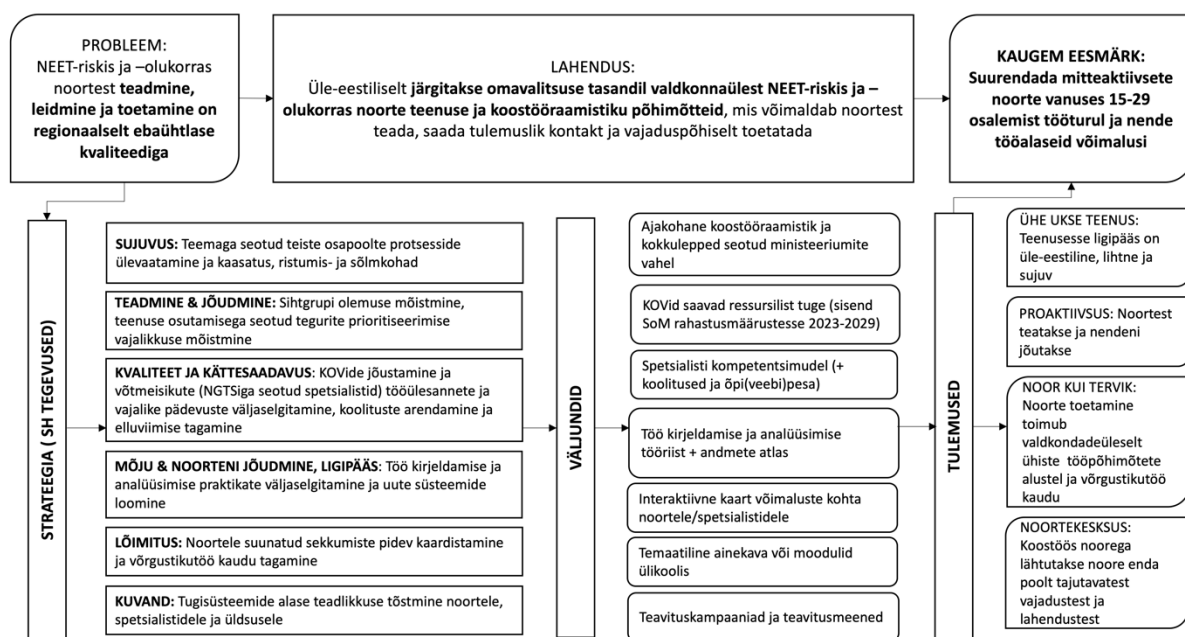 PROBLEEM:
NEET-riskis ja –olukorras
noortest teadmine,
leidmine ja toetamine on
regionaalselt ebaühtlase
kvaliteediga
LAHENDUS:
Üle-eestiliselt järgitakse omavalitsuse tasandil valdkonnaülest NEET-riskis ja –
olukorras noorte teenuse ja koostööraamistiku põhimõtteid, mis võimaldab noortest
teada, saada tulemuslik kontakt ja vajaduspõhiselt toetatada
KAUGEM EESMÄRK:
Suurendada mitteaktiivsete
noorte vanuses 15-29
osalemist tööturul ja nende
tööalaseid võimalusi
STRATEEGIA ( SH TEGEVUSED)
SUJUVUS: Teemaga seotud teiste osapoolte protsesside
ülevaatamine ja kaasatus, ristumis- ja sõlmkohad
TEADMINE & JÕUDMINE: Sihtgrupi olemuse mõistmine,
teenuse osutamisega seotud tegurite prioritiseerimise
vajalikkuse mõistmine
KVALITEET JA KÄTTESAADAVUS: KOVide jõustamine ja
võtmeisikute (NGTSiga seotud spetsialistid) tööülesannete ja
vajalike pädevuste väljaselgitamine, koolituste arendamine ja
elluviimise tagamine
MÕJU & NOORTENI JÕUDMINE, LIGIPÄÄS: Töö kirjeldamise ja
analüüsimise praktikate väljaselgitamine ja uute süsteemide
loomine
LÕIMITUS: Noortele suunatud sekkumiste pidev kaardistamine
ja võrgustikutöö kaudu tagamine
KUVAND: Tugisüsteemide alase teadlikkuse tõstmine noortele,
spetsialistidele ja üldsusele
VÄLJUNDID
Ajakohane koostööraamistik ja
kokkulepped seotud ministeeriumite
vahel
KOVid saavad ressursilist tuge (sisend
SoM rahastusmäärustesse 2023-2029)
Spetsialisti kompetentsimudel (+
koolitused ja õpi(veebi)pesa)
Töö kirjeldamise ja analüüsimise
tööriist + andmete atlas
Interaktiivne kaart võimaluste kohta
noortele/spetsialistidele
Temaatiline ainekava või moodulid
ülikoolis
Teavituskampaaniad ja teavitusmeened
TULEMUSED
ÜHE UKSE TEENUS:
Teenusesse ligipääs on
üle-eestiline, lihtne ja
sujuv
PROAKTIIVSUS: Noortest
teatakse ja nendeni
jõutakse
NOOR KUI TERVIK:
Noorte toetamine
toimub
valdkondadeüleselt
ühiste tööpõhimõtete
alustel ja võrgustikutöö
kaudu
NOORTEKESKSUS:
Koostöös noorega
lähtutakse noore enda
poolt tajutavatest
vajadustest ja
lahendustest